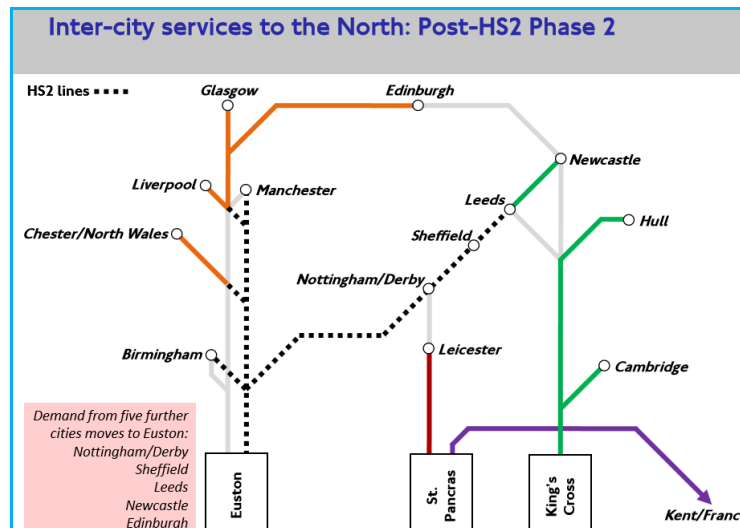 Inter-city services to the North: Post-HS2 Phase 2
HS2 lines
Glasgow
Edinburgh
Newcastle
Liverpool
Manchester
Leeds
Hull
Chester/North Wales
Sheffield
Nottingham/Derby
Birmingham
Leicester
Cambridge
Demand from five further
cities moves to Euston:
Nottingham/Derby
Sheffield
Leeds
Newcastle
Edinburgh
Euston
St.
Pancras
King's
Cross
Kent/Franc